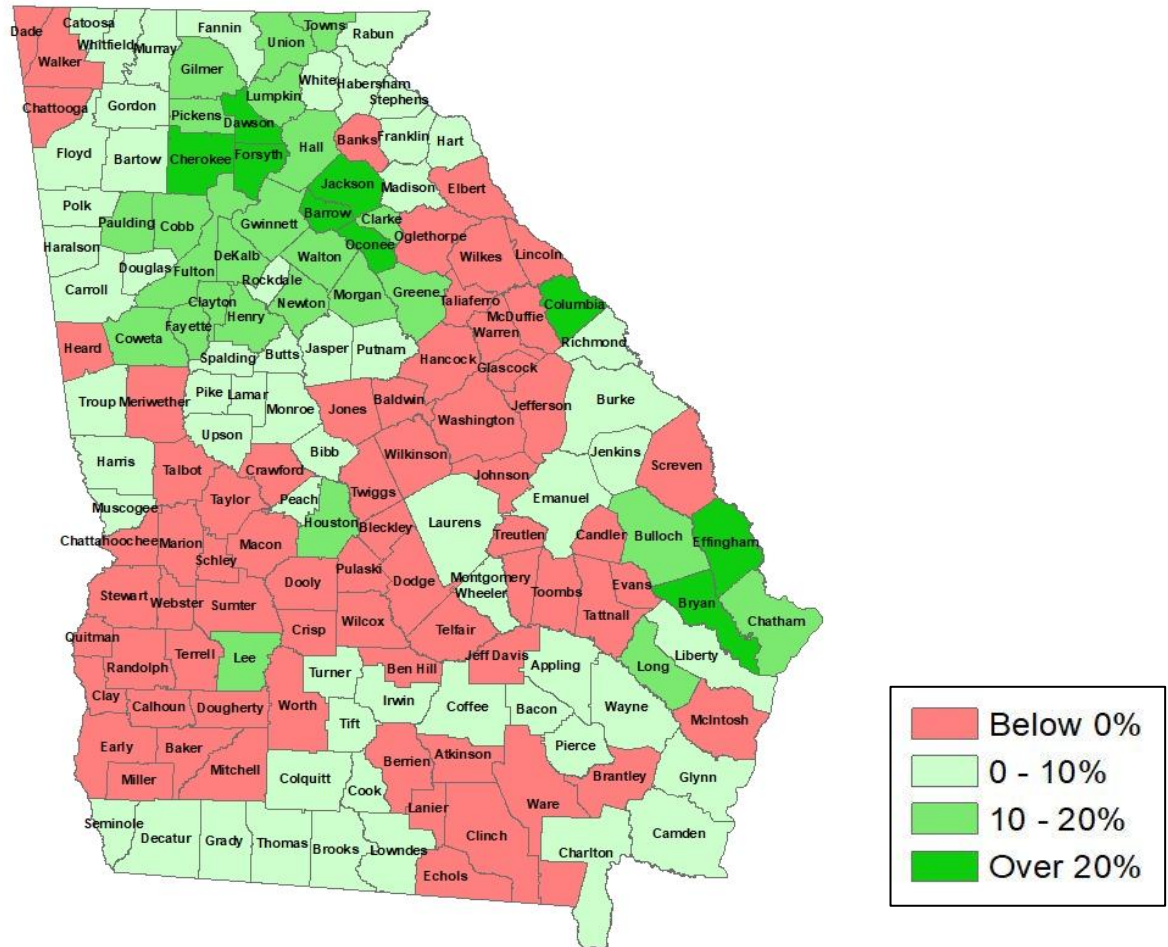 Dade
Catoosa
Whitfield
Murray
Fannin
Union
Towns
Rabun
Walker
Gilmer
White
Habersham
Stephens
Chattooga
Gordon
Pickens
Lumpkin
Dawson
Floyd
Bartow
Cherokee
Forsyth
Hall
Banks
Franklin
Hart
Jackson
Madison
Elbert
Polk
Paulding
Cobb
Gwinnett
Barrow
Clarke
Oconee
Oglethorpe
Haralson
Douglas
Fulton
DeKalb
Walton
Wilkes
Lincoln
Carroll
Rockdale
Clayton
Newton
Morgan
Greene
Taliaferro
Columbia
McDuffie
Warren
Heard
Coweta
Fayette
Henry
Spalding
Butts
Jasper
Putnam
Hancock
Glascock
Richmond
Troup
Meriwether
Pike
Lamar
Monroe
Jones
Baldwin
Washington
Jefferson
Burke
Upson
Harris
Talbot
Crawford
Bibb
Wilkinson
Jenkins
Screven
Johnson
Emanuel
Muscogee
Taylor
Peach
Houston
Twiggs
Bleckley
Laurens
Treutlen
Candler
Bulloch
Effingham
Chattahoochee
Marion
Schley
Macon
Dooly
Pulaski
Dodge
Montgomery
Wheeler
Toombs
Evans
Tattnall
Bryan
Chatham
Stewart
Webster
Sumter
Crisp
Wilcox
Telfair
Jeff Davis
Appling
Long
Liberty
Quitman
Randolph
Terrell
Lee
Turner
Ben Hill
Clay
Calhoun
Dougherty
Worth
Irwin
Tift
Coffee
Bacon
Wayne
McIntosh
Early
Baker
Miller
Mitchell
Colquitt
Cook
Berrien
Atkinson
Pierce
Brantley
Glynn
Lanier
Ware
Clinch
Seminole
Decatur
Grady
Thomas
Brooks
Lowndes
Echols
Charlton
Camden
Below 0%
0 - 10%
10 - 20%
Over 20%